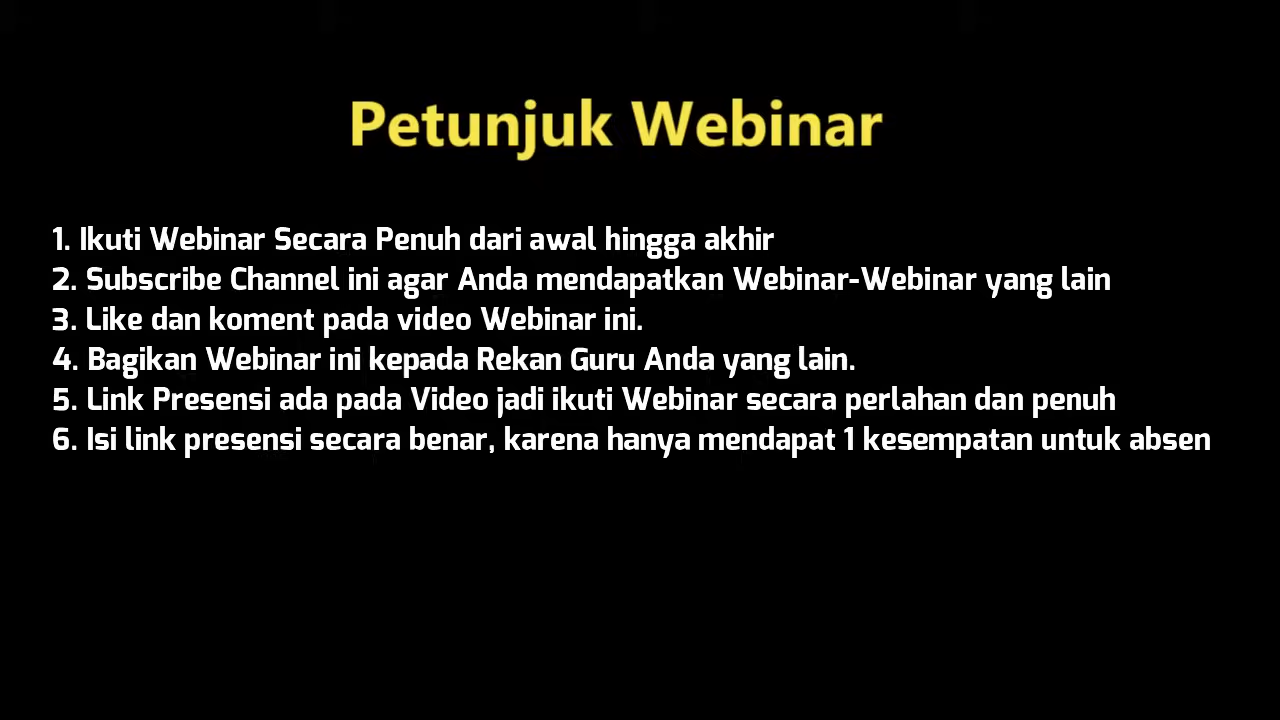 Petunjuk Webinar
1. Ikuti Webinar Secara Penuh dari awal hingga akhir
2. Subscribe Channel ini agar Anda mendapatkan Webinar-Webinar yang lain
3. Like dan koment pada video Webinar ini.
4. Bagikan Webinar ini kepada Rekan Guru Anda yang lain.
5. Link Presensi ada pada Video jadi ikuti Webinar secara perlahan dan penuh
6. Isi link presensi secara benar, karena hanya mendapat 1 kesempatan untuk absen